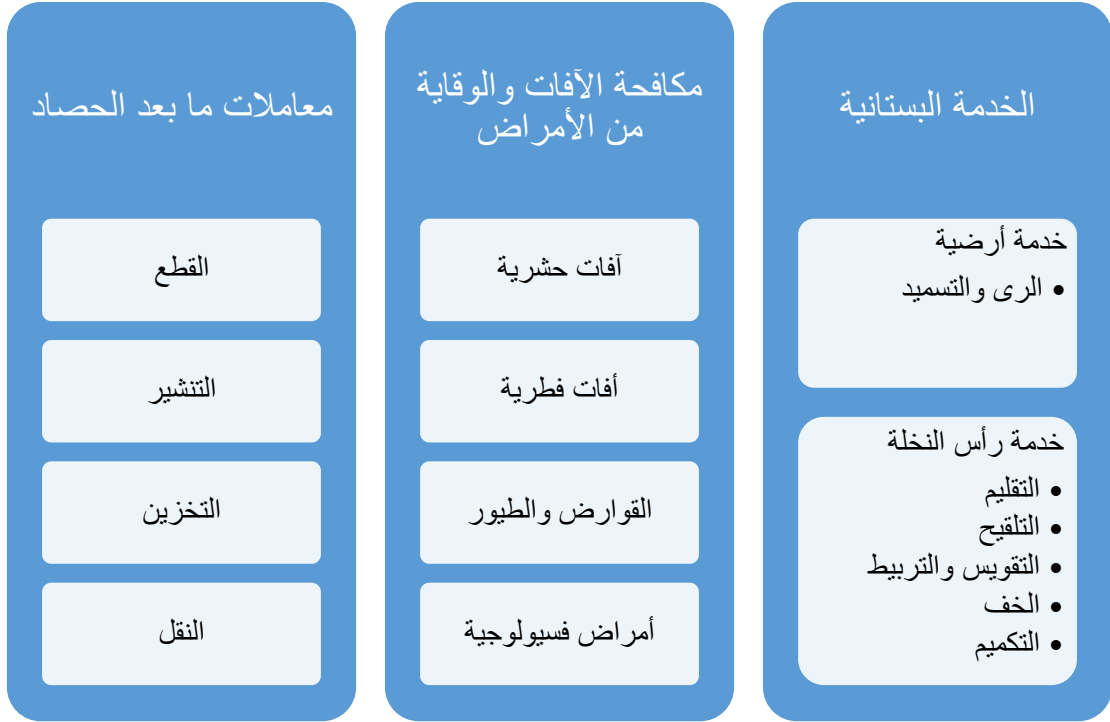 الخدمة البستانية
خدمة أرضية
• الرى والتسميد
خدمة رأس النخلة
• التقليم
• التلقيح
• التقويس والتربيط
• الخف
• التكميم
مكافحة الآفات والوقاية
من الأمراض
آفات حشرية
أفات فطرية
القوارض والطيور
أمراض فسيولوجية
معاملات ما بعد الحصاد
القطع
التنشير
التخزين
النقل